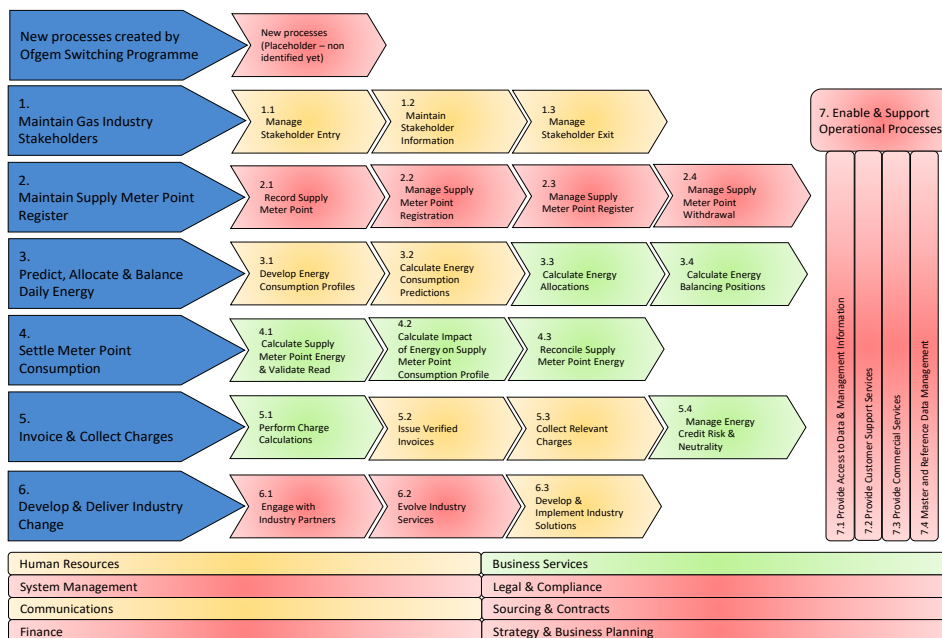 New processes created by
Ofgem Switching Programme
New processes
(Placeholder – non
identified yet)
1.
Maintain Gas Industry
Stakeholders
1.1
Manage
Stakeholder Entry
1.2
Maintain
Stakeholder
Information
1.3
Manage
Stakeholder Exit
7. Enable & Support
Operational Processes
2.
Maintain Supply Meter Point
Register
2.1
Record Supply
Meter Point
2.2
Manage Supply
Meter Point
Registration
2.3
Manage Supply
Meter Point Register
2.4
Manage Supply
Meter Point
Withdrawal
3.
Predict, Allocate & Balance
Daily Energy
3.1
Develop Energy
Consumption Profiles
3.2
Calculate Energy
Consumption
Predictions
3.3
Calculate Energy
Allocations
3.4
Calculate Energy
Balancing Positions
4.
Settle Meter Point
Consumption
4.1
Calculate Supply
Meter Point Energy
& Validate Read
4.2
Calculate Impact
of Energy on Supply
Meter Point
Consumption Profile
4.3
Reconcile Supply
Meter Point Energy
5.
Invoice & Collect Charges
5.1
Perform Charge
Calculations
5.2
Issue Verified
Invoices
5.3
Collect Relevant
Charges
5.4
Manage Energy
Credit Risk &
Neutrality
6.
Develop & Deliver Industry
Change
6.1
Engage with
Industry Partners
6.2
Evolve Industry
Services
6.3
Develop &
Implement Industry
Solutions
7.1 Provide Access to Data & Management Information
7.2 Provide Customer Support Services
7.3 Provide Commercial Services
7.4 Master and Reference Data Management
Human Resources
Business Services
System Management
Legal & Compliance
Communications
Sourcing & Contracts
Finance
Strategy & Business Planning